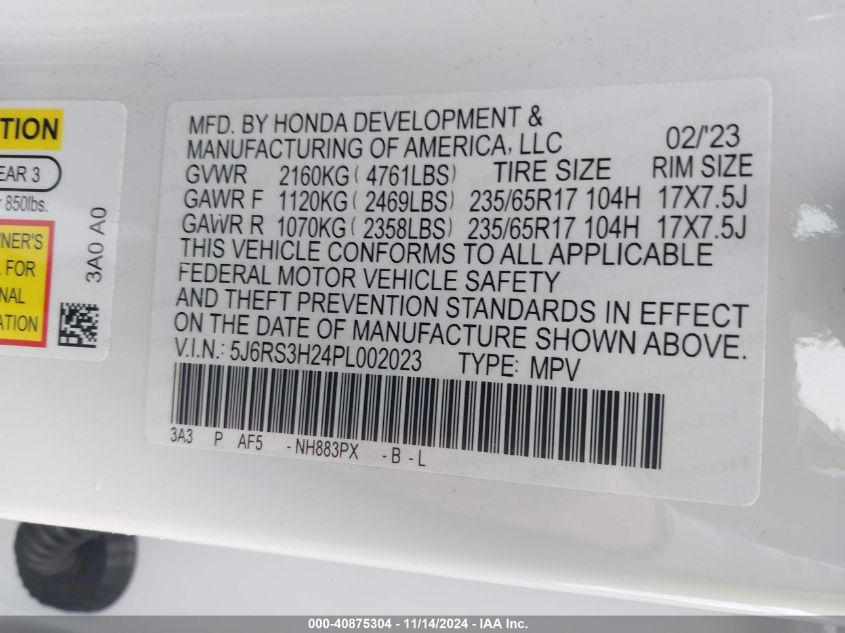 TION
EAR 3
850lbs.
NER'S
L FOR
NAL
ATION
3A0 A0
MFD. BY HONDA DEVELOPMENT & 
MANUFACTURING OF AMERICA, LLC 02/'23
GVWR 2160KG ( 4761LBS) TIRE SIZE RIM SIZE
GAWR F 1120KG ( 2469LBS) 235/65R17 104H 17X7.5J
GAWR R 1070KG ( 2358LBS) 235/65R17 104H 17X7.5J
THIS VEHICLE CONFORMS TO ALL APPLICABLE
FEDERAL MOTOR VEHICLE SAFETY
AND THEFT PREVENTION STANDARDS IN EFFECT
ON THE DATE OF MANUFACTURE SHOWN ABOVE.
V.I.N.: 5J6RS3H24PL002023 TYPE: MPV
3A3 P AF5 -NH883PX -B -L
000-40875304 - 11/14/2024 - IAA Inc.